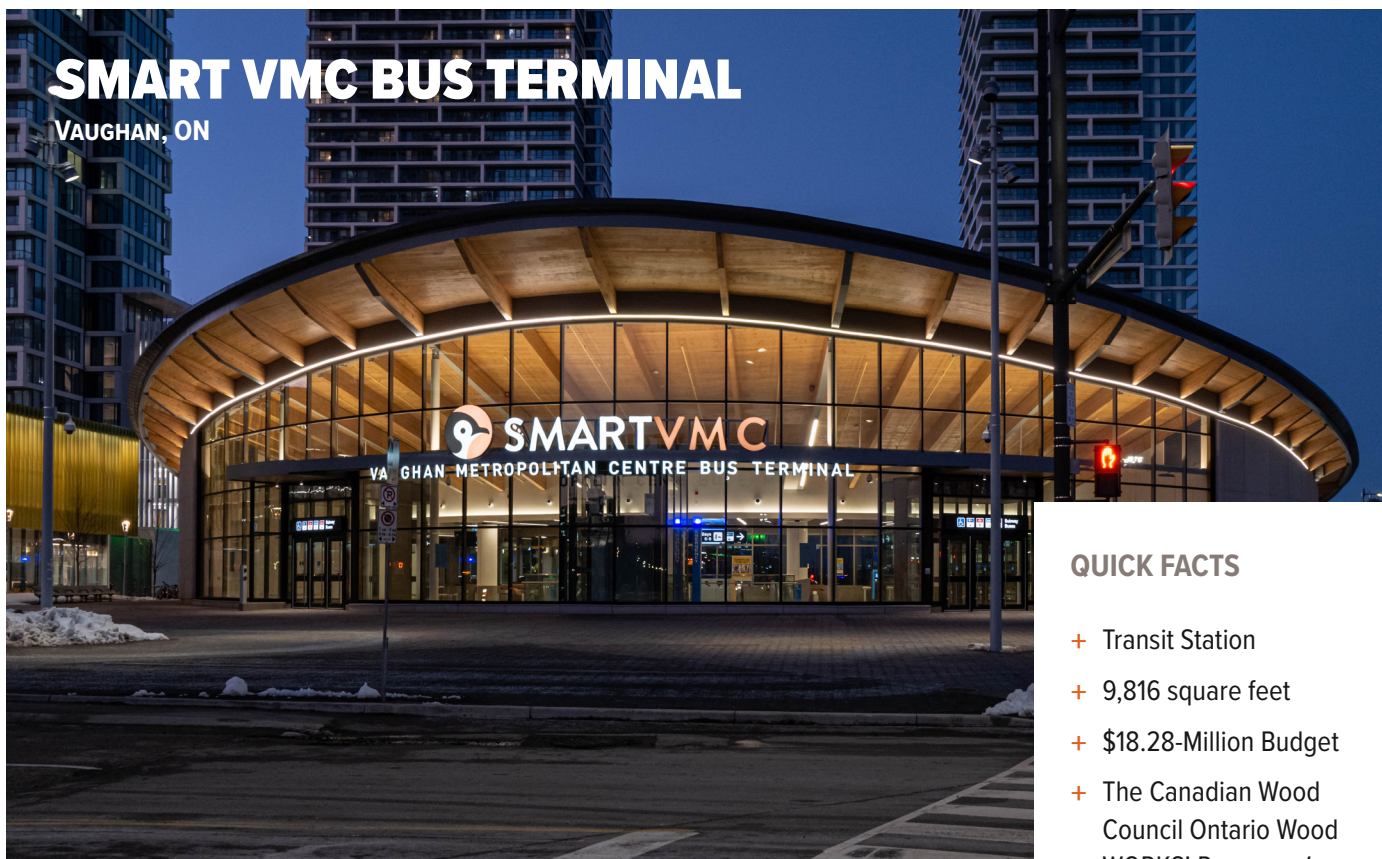 SMART VMC BUS TERMINAL
VAUGHAN, ON
SMARTVMC
VA GHAN METROPOLITAN CENTRE BUS TERMINAL
QUICK FACTS
+ Transit Station
+ 9,816 square feet
+ $18.28-Million Budget
+ The Canadian Wood
Council Ontario Wood